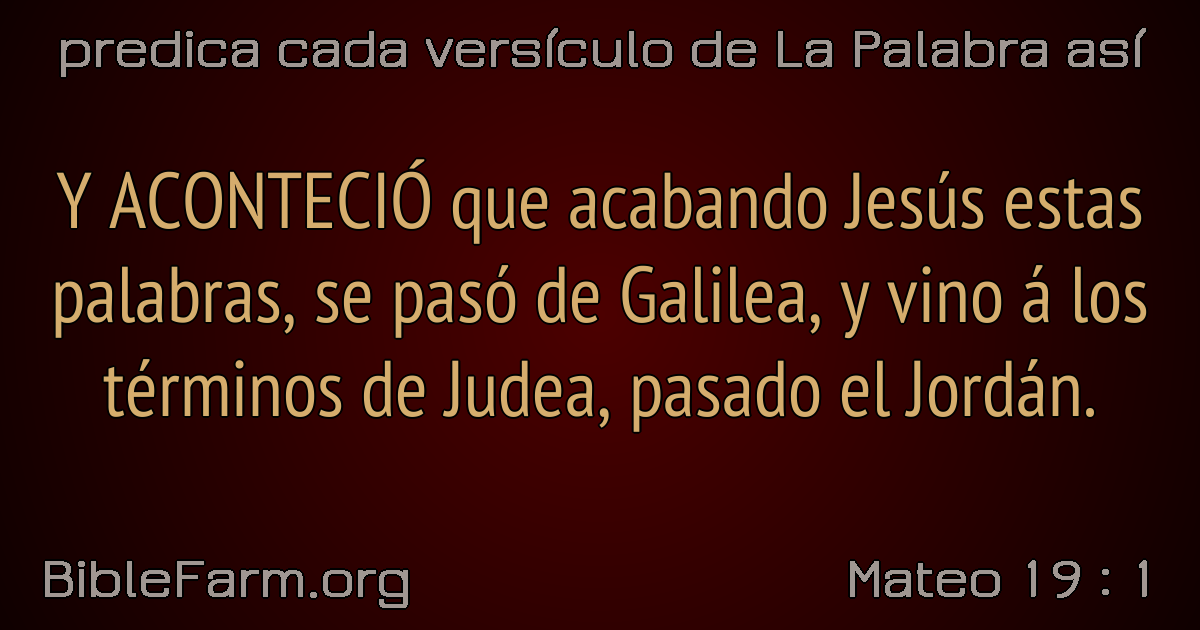 predica cada versículo de La Palabra así
Y ACONTECIÓ que acabando Jesús estas
palabras, se pasó de Galilea, y vino á los
términos de Judea, pasado el Jordán.
BibleFarm.org
Mateo 19 : 1